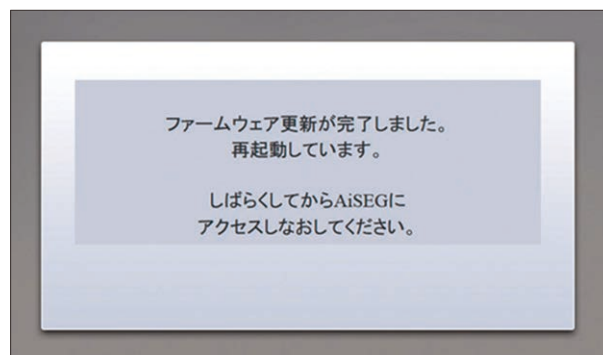 ファームウェア更新が完了しました。
再起動しています。
しばらくしてからAiSEGに
アクセスしなおしてください。